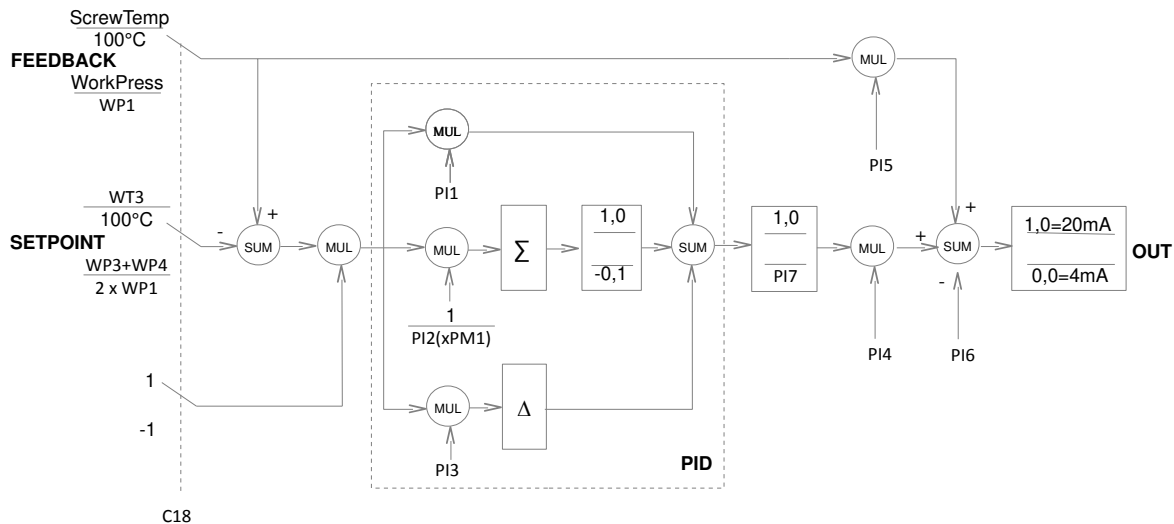 ScrewTemp
100°C
FEEDBACK
WorkPress
WP1
MUL
PI5
MUL
PI1
WT3
100°C
SETPOINT
WP3+WP4
2 x WP1
-
+
SUM
MUL
MUL
1
PI2(xPM1)
Σ
1,0
-0,1
SUM
1,0
PI7
MUL
PI4
+
+
SUM
-
PI6
1,0=20mA
0,0=4mA
OUT
1
-1
MUL
PI3
Δ
PID
C18